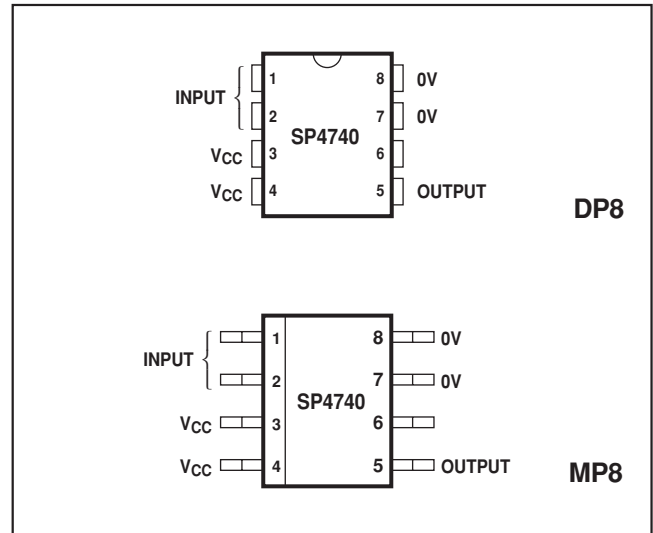 1 8 0V
INPUT
2 7 0V
SP4740
VCC 3 6
VCC 4 5 OUTPUT
DP8
1 8 0V
INPUT
2 7 0V
SP4740
VCC 3 6
VCC 4 5 OUTPUT
MP8